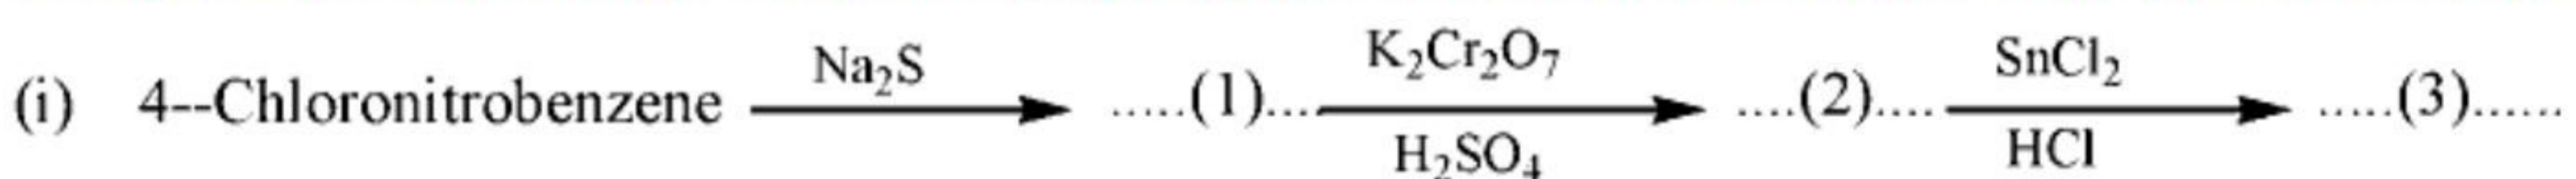 (i) 4--Chloronitrobenzene Na₂S .....(1).... K₂Cr₂O₇ H₂SO₄ ....(2).... SnCl₂ HCl .....(3)......